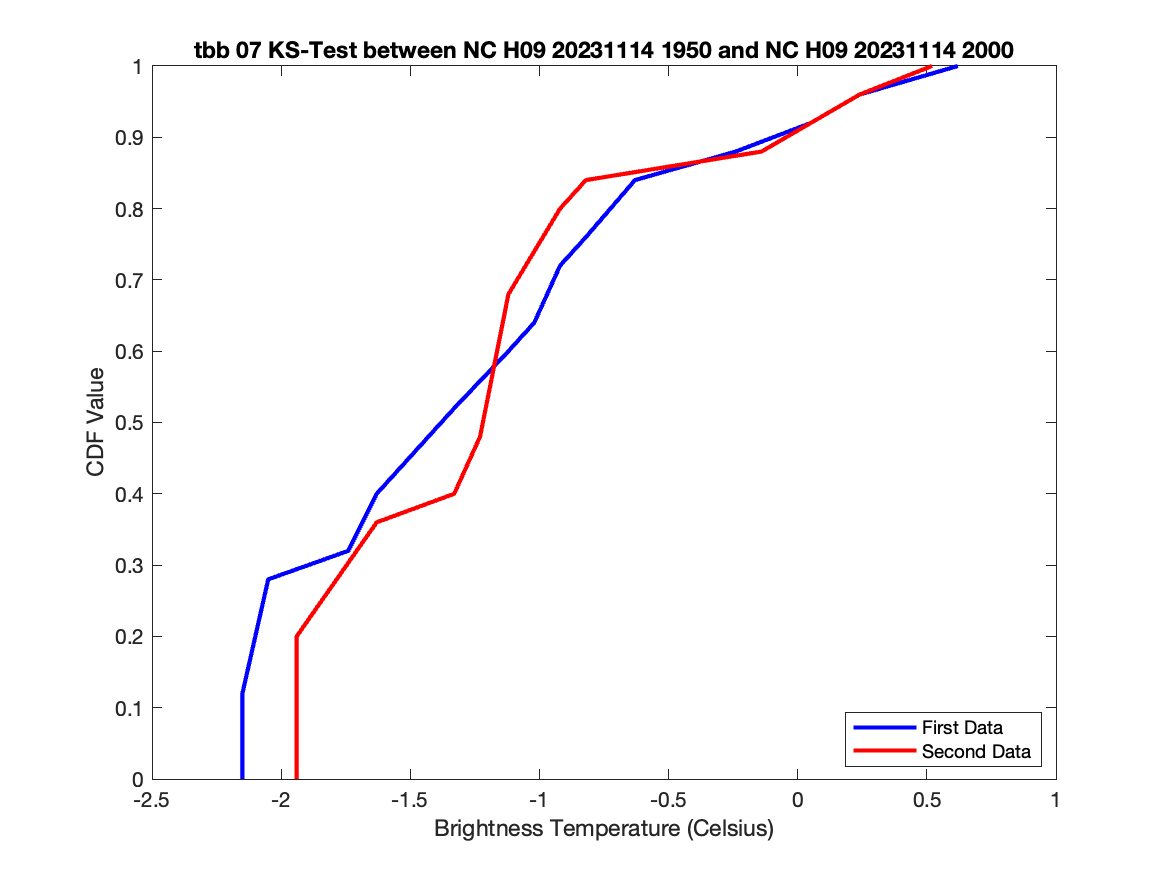 tbb 07 KS-Test between NC H09 20231114 1950 and NC H09 20231114 2000
1
0.9
0.8
0.7
0.6
0.5
0.4
0.3
0.2
0.1
0
CDF Value
-2.5 -2 -1.5 -1 -0.5 0 0.5 1
Brightness Temperature (Celsius)
First Data
Second Data